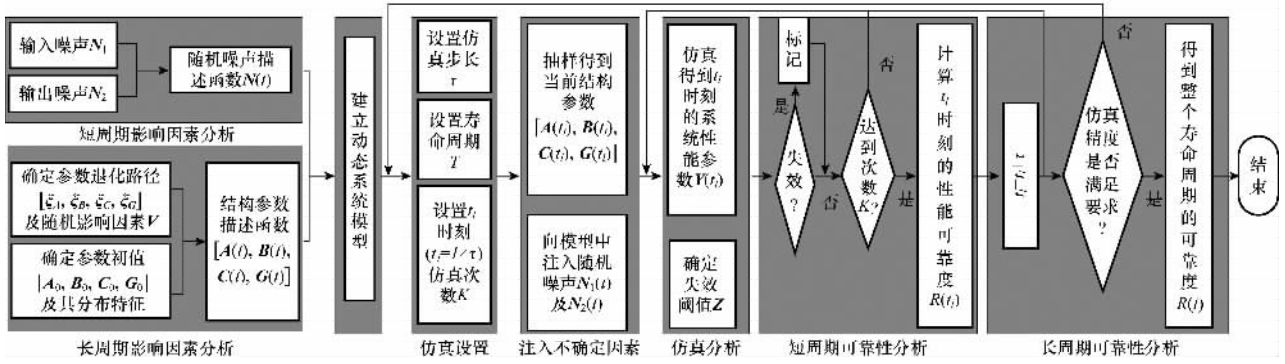 输入噪声N₁
输出噪声N₂
随机噪声描
述函数N(t)
短周期影响因素分析
确定参数退化路径
[ξA, ξB, ξC, ξG]
及随机影响因素V
确定参数初值
[A₀, B₀, C₀, G₀]
及其分布特征
结构参数
描述函数
[A(t), B(t),
C(t), G(t)]
长周期影响因素分析
建立动态系统模型
设置仿
真步长
τ
设置寿
命周期
T
设置tᵢ
时刻
仿真次
数K
仿真设置
抽样得到
当前结构
参数
[A(tᵢ), B(tᵢ),
C(tᵢ), G(tᵢ)]
向模型中
注入随机
噪声N₁(t)
及N₂(t)
注入不确定因素
仿真
得到tᵢ
时刻
的系
统性
能参
数Y(tᵢ)
确定
失效
阈值Z
仿真分析
标记
是
失效?
否
否
达到次数K?
是
计算tᵢ时刻的性能可靠度R(tᵢ)
短周期可靠性分析
否
仿真
精度
是否
满足
要求
?
是
得到整个寿命周期的可靠度R(t)
长周期可靠性分析
结束